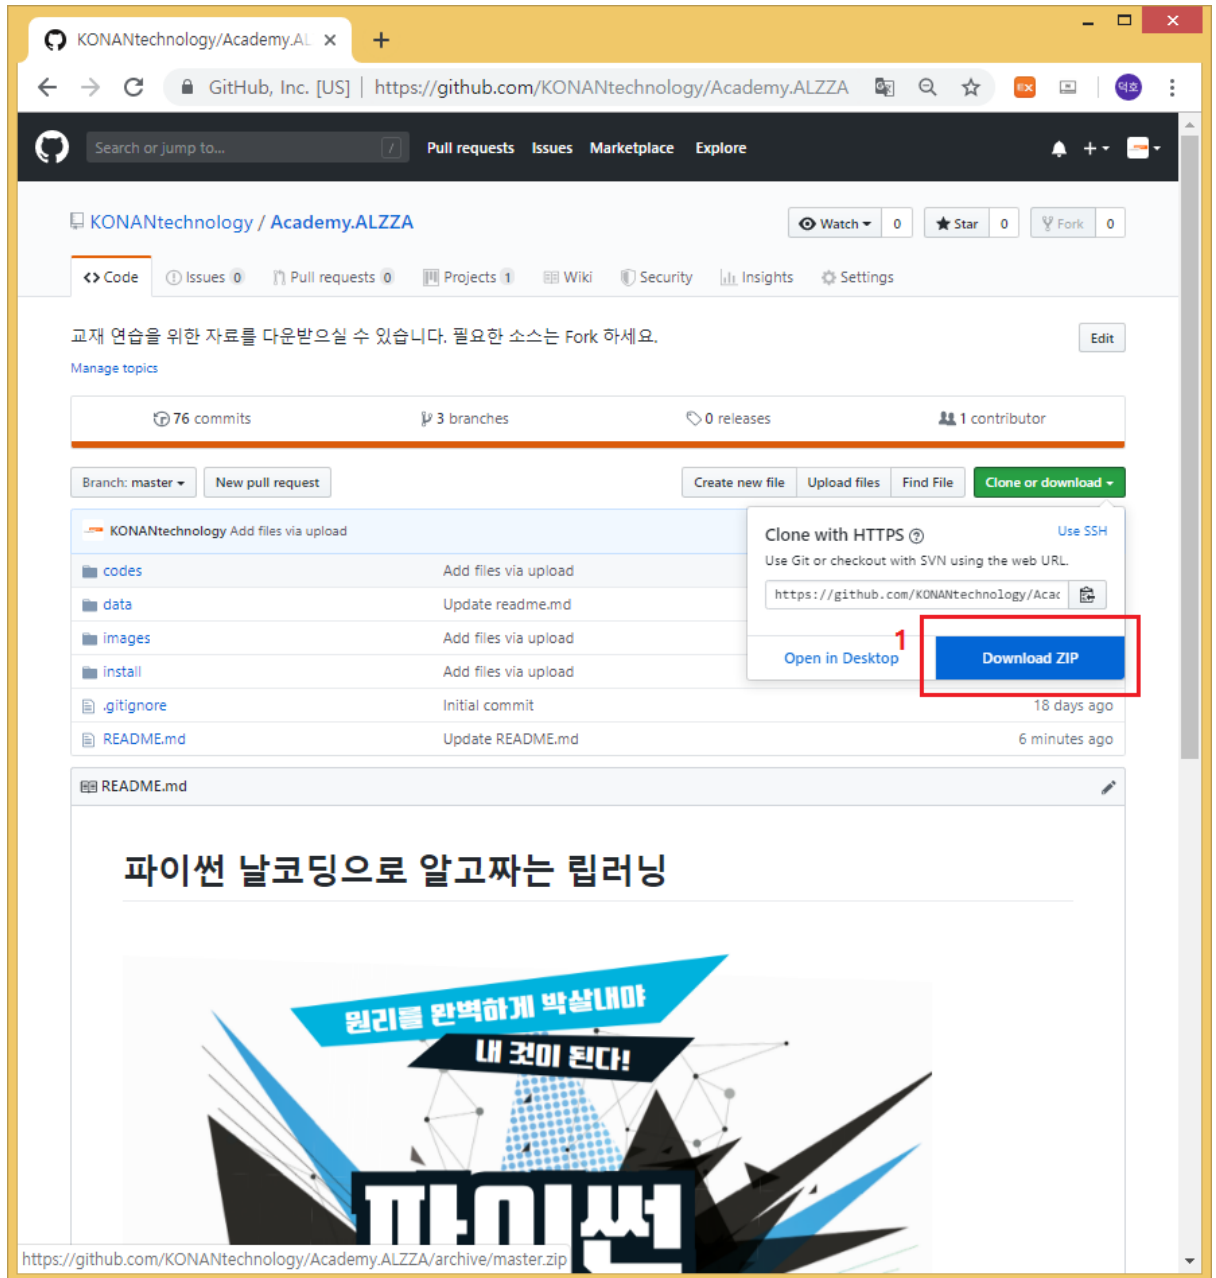 KONANtechnology/Academy.AL
GitHub, Inc. [US] | https://github.com/KONANtechnology/Academy.ALZZA
덕호
Search or jump to... / Pull requests Issues Marketplace Explore
KONANtechnology / Academy.ALZZA
Watch 0 Star 0 Fork 0
Code Issues 0 Pull requests 0 Projects 1 Wiki Security Insights Settings
교재 연습을 위한 자료를 다운받으실 수 있습니다. 필요한 소스는 Fork 하세요.
Edit
Manage topics
76 commits 3 branches 0 releases 1 contributor
Branch: master New pull request Create new file Upload files Find File Clone or download
KONANtechnology Add files via upload
Clone with HTTPS Use SSH
Use Git or checkout with SVN using the web URL.
https://github.com/KONANtechnology/Acac
1
Open in Desktop Download ZIP
codes Add files via upload
data Update readme.md
images Add files via upload
install Add files via upload
.gitignore Initial commit 18 days ago
README.md Update README.md 6 minutes ago
README.md
파이썬 날코딩으로 알고짜는 립러닝
원리를 완벽하게 박살내야
내 것이 된다!
파이썬
https://github.com/KONANtechnology/Academy.ALZZA/archive/master.zip